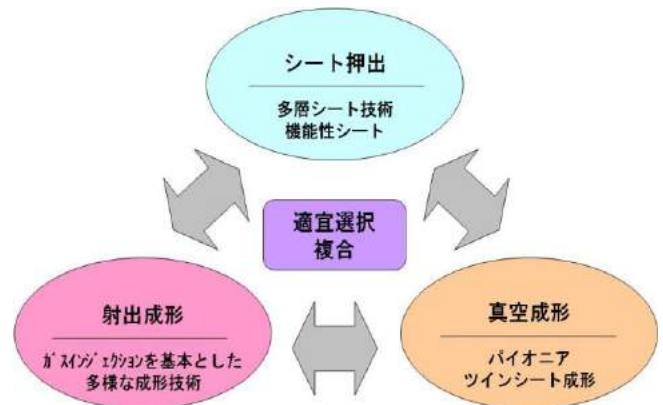 シート押出
多層シート技術
機能性シート
適宜選択
複合
射出成形
ガスインジェクションを基本とした
多様な成形技術
真空成形
パイオニア
ツインシート成形